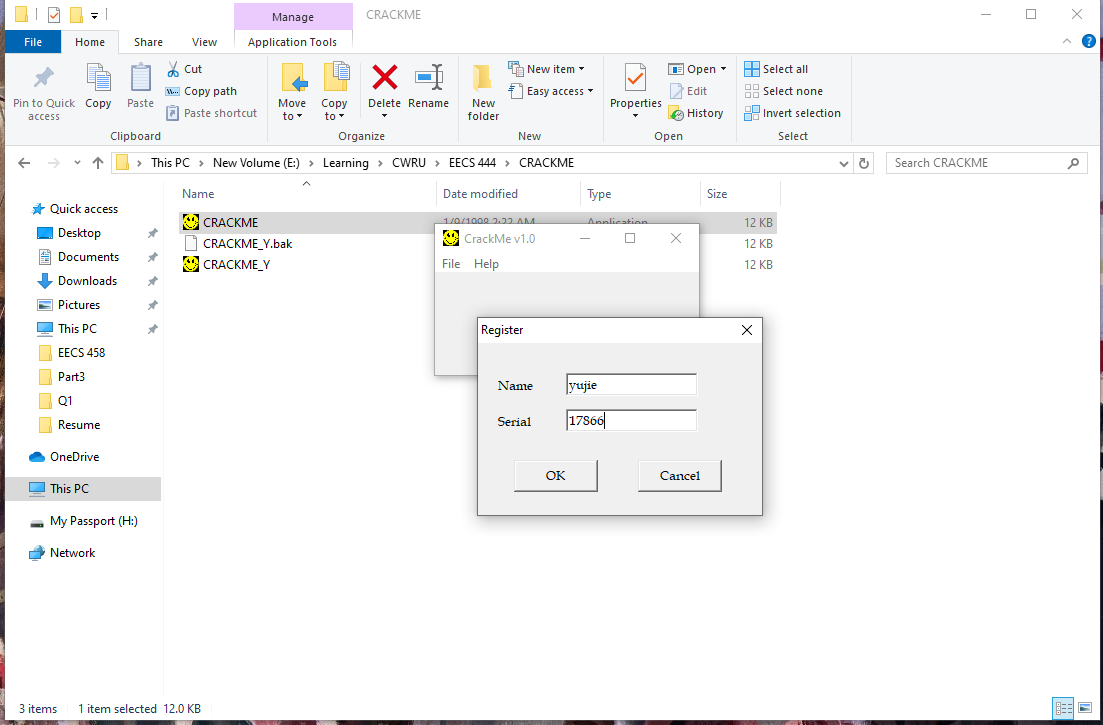 Manage CRACKME
File Home Share View Application Tools
Pin to Quick access
Copy
Paste
Cut
Copy path
Paste shortcut
Clipboard
Move to
Copy to
Delete
Rename
Organize
New folder
New item
Easy access
New
Properties
Open
Edit
History
Open
Select all
Select none
Invert selection
Select
This PC > New Volume (E:) > Learning > CWRU > EECS 444 > CRACKME
Search CRACKME
Quick access
Desktop
Documents
Downloads
Pictures
This PC
EECS 458
Part3
Q1
Resume
OneDrive
This PC
My Passport (H:)
Network
Name Date modified Type Size
CRACKME 1/9/1998 2:22 AM Application 12 KB
CRACKME_Y.bak 12 KB
CRACKME_Y 12 KB
CrackMe v1.0
File Help
Register
Name yujie
Serial 17866
OK Cancel
3 items 1 item selected 12.0 KB